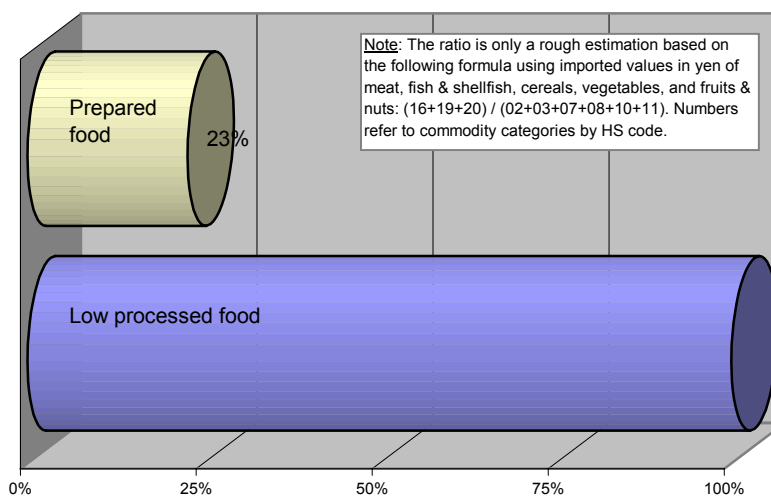 Note: The ratio is only a rough estimation based on
the following formula using imported values in yen of
meat, fish & shellfish, cereals, vegetables, and fruits &
nuts: (16+19+20) / (02+03+07+08+10+11). Numbers
refer to commodity categories by HS code.
Prepared
food
23%
Low processed food
0%
25%
50%
75%
100%